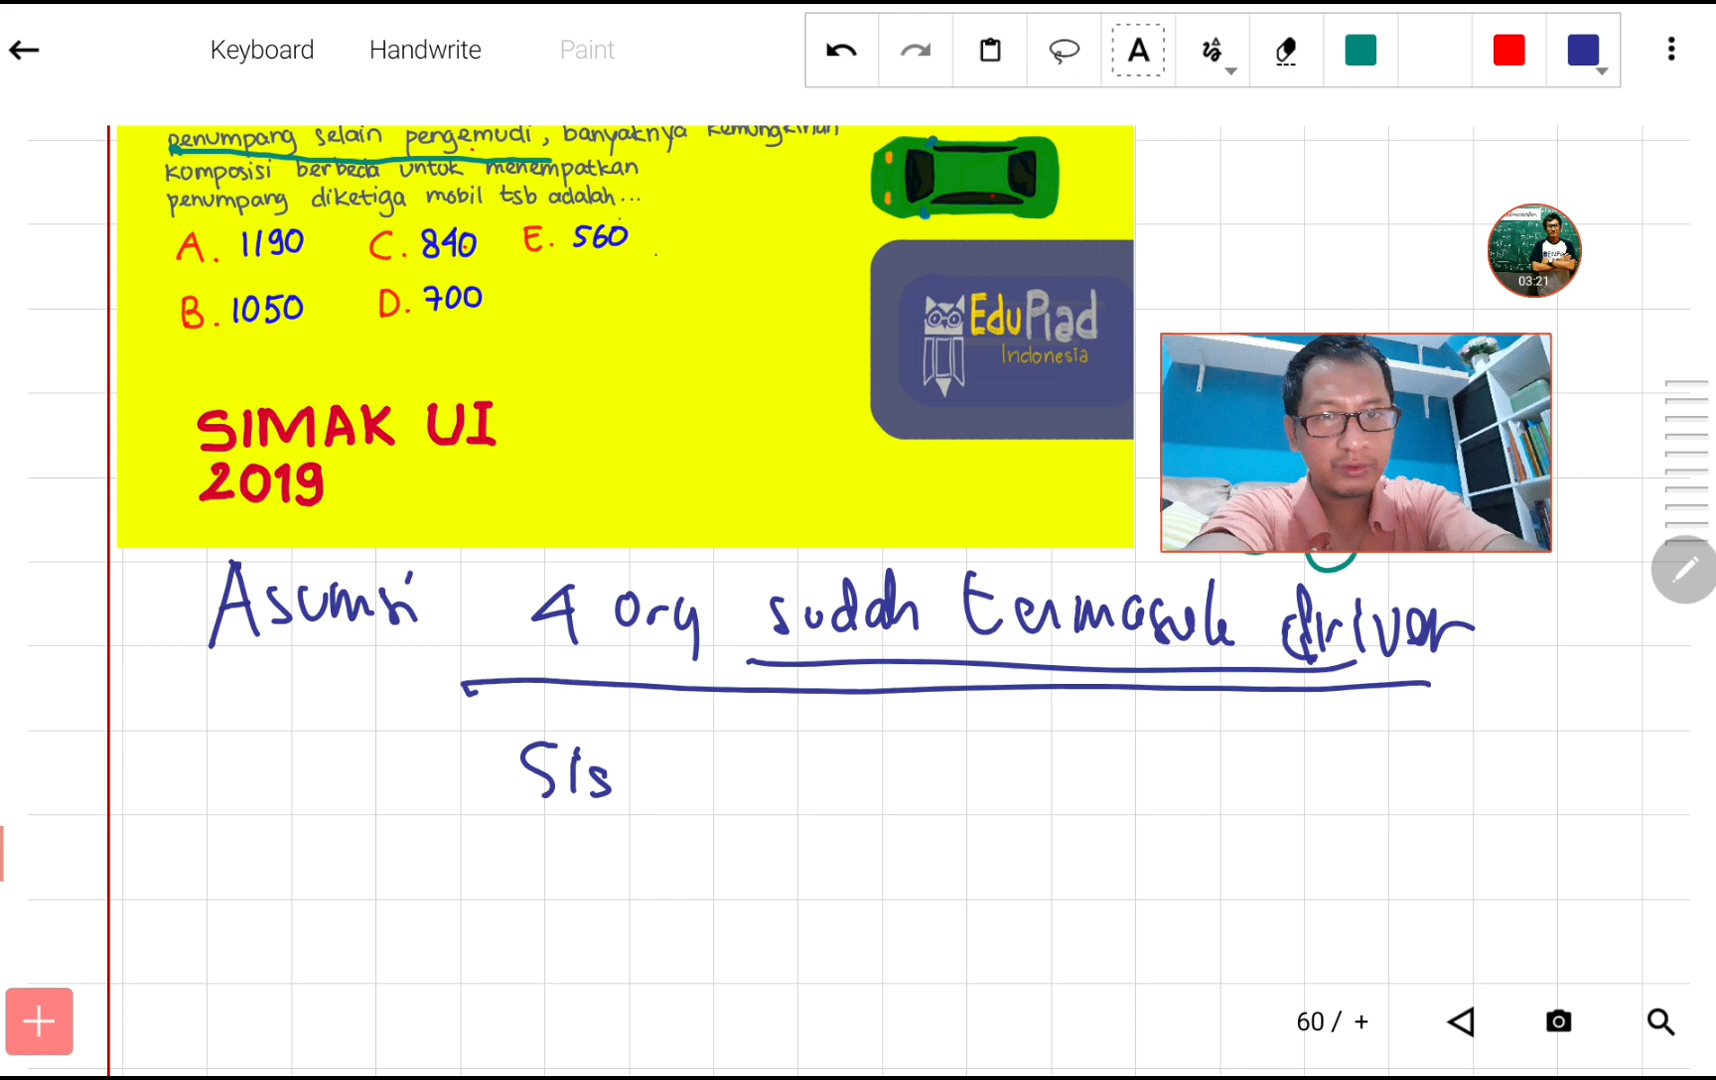 Keyboard Handwrite Paint
A
penumpang selain pengemudi, banyaknya kemungkinan
komposisi berbeda untuk menempatkan
penumpang diketiga mobil tsb adalah...
A. 1190 C. 840 E. 560
B. 1050 D. 700
EduPiad
Indonesia
03:21
SIMAK UI
2019
Asumsi 4 org sudah termasuk driver
Sis
60 / +